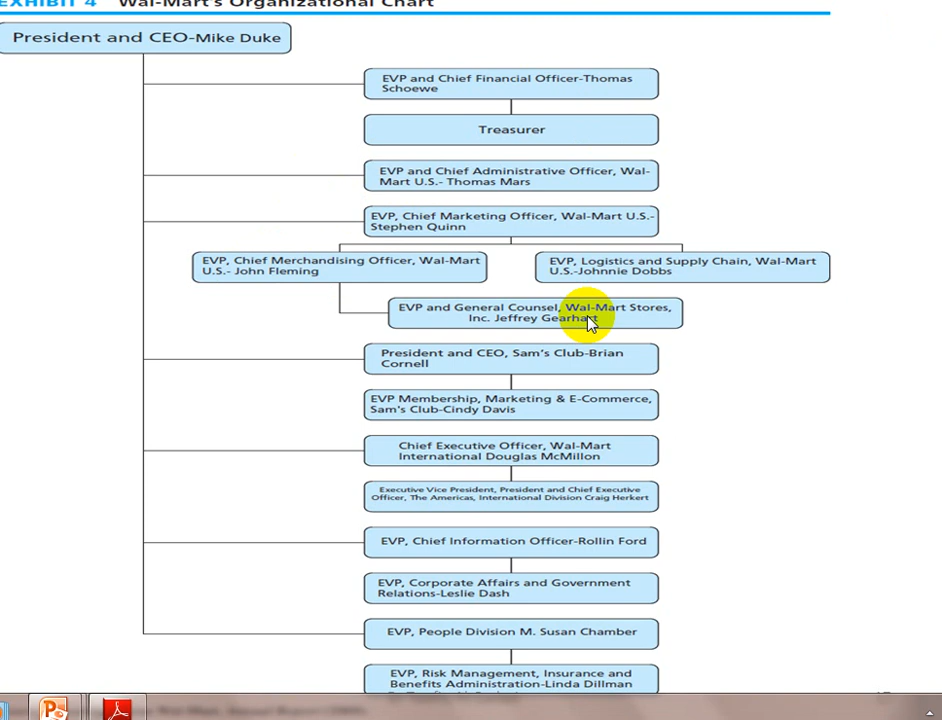 EXHIBIT 4 Wal-Mart's Organizational Chart
President and CEO-Mike Duke
EVP and Chief Financial Officer-Thomas
Schoewe
Treasurer
EVP and Chief Administrative Officer, Wal-
Mart U.S.- Thomas Mars
EVP, Chief Marketing Officer, Wal-Mart U.S.-
Stephen Quinn
EVP, Chief Merchandising Officer, Wal-Mart
U.S.- John Fleming
EVP, Logistics and Supply Chain, Wal-Mart
U.S.-Johnnie Dobbs
EVP and General Counsel, Wal-Mart Stores,
Inc. Jeffrey Gearhart
President and CEO, Sam's Club-Brian
Cornell
EVP Membership, Marketing & E-Commerce,
Sam's Club-Cindy Davis
Chief Executive Officer, Wal-Mart
International Douglas McMillon
Executive Vice President, President and Chief Executive
Officer, The Americas, International Division Craig Herkert
EVP, Chief Information Officer-Rollin Ford
EVP, Corporate Affairs and Government
Relations-Leslie Dash
EVP, People Division M. Susan Chamber
EVP, Risk Management, Insurance and
Benefits Administration-Linda Dillman